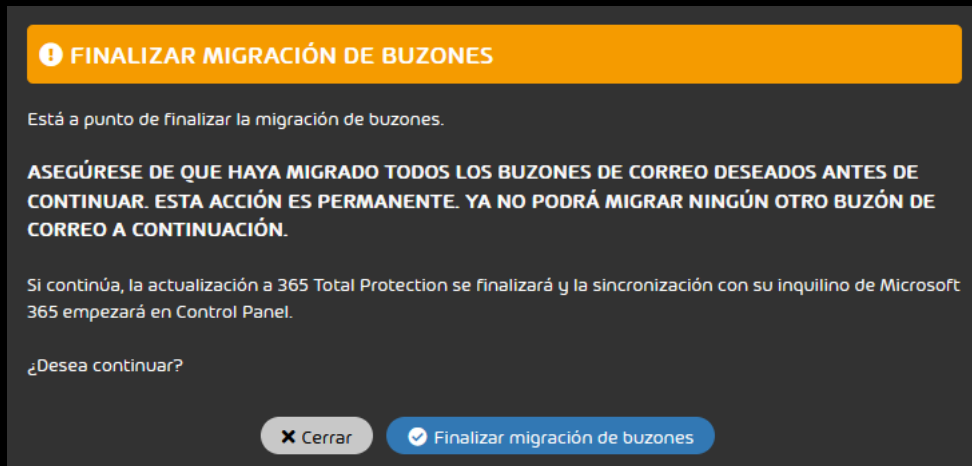 FINALIZAR MIGRACIÓN DE BUZONES
Está a punto de finalizar la migración de buzones.
ASEGÚRESE DE QUE HAYA MIGRADO TODOS LOS BUZONES DE CORREO DESEADOS ANTES DE
CONTINUAR. ESTA ACCIÓN ES PERMANENTE. YA NO PODRÁ MIGRAR NINGÚN OTRO BUZÓN DE
CORREO A CONTINUACIÓN.
Si continúa, la actualización a 365 Total Protection se finalizará y la sincronización con su inquilino de Microsoft
365 empezará en Control Panel.
¿Desea continuar?
Cerrar
Finalizar migración de buzones